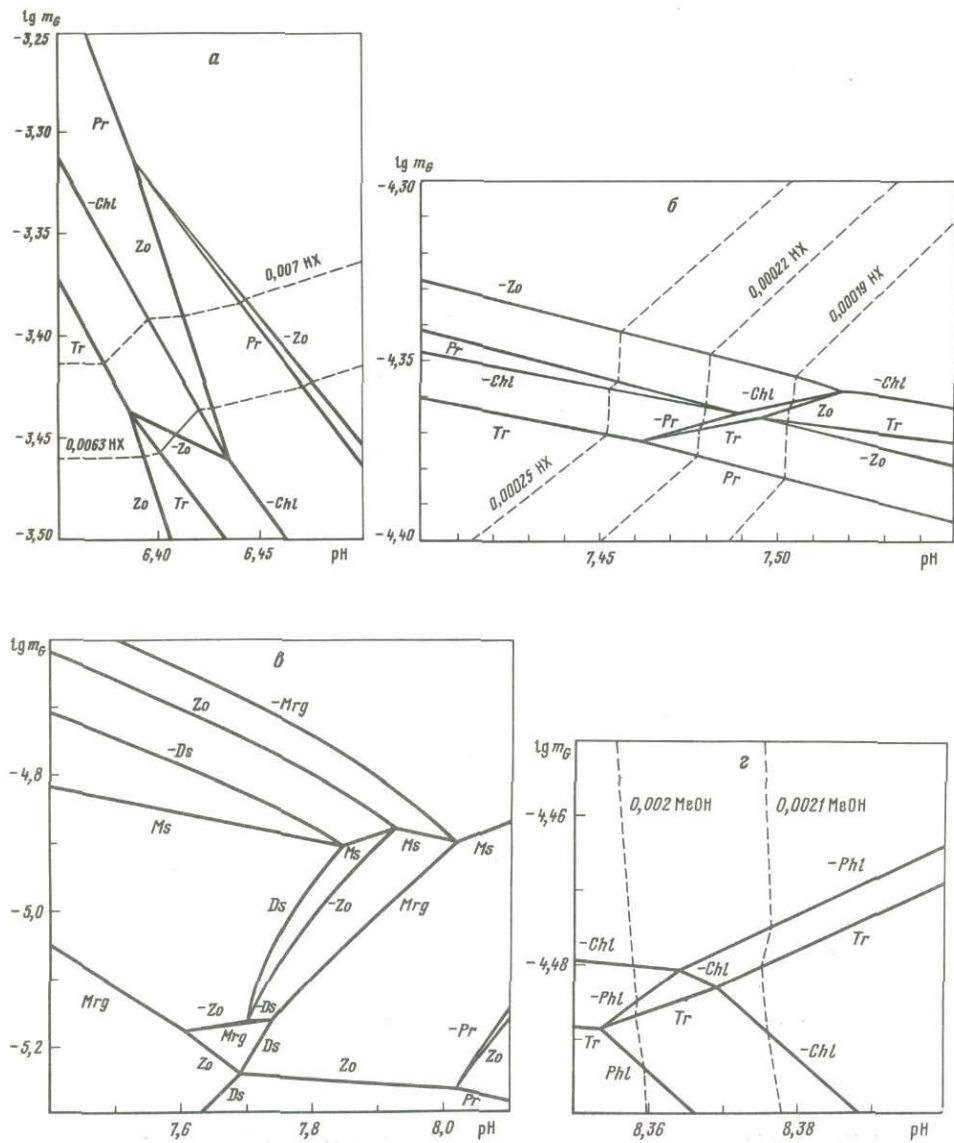 lg m_G
-3,25
-3,30
-3,35
-3,40
-3,45
-3,50
а
Pr
-Chl
Zo
0,007 HX
Tr
-Zo
Pr
0,0063 HX
-Zo
Zo
Tr
-Chl
6,40
6,45
pH
lg m_G
-4,30
-4,35
-4,40
б
0,00022 HX
0,00019 HX
-Zo
Pr
-Chl
-Chl
-Chl
-Pr
Zo
Tr
Tr
Tr
-Zo
Pr
0,00025 HX
7,45
7,50
pH
lg m_G
-4,8
-5,0
-5,2
в
-Mrg
Zo
-Ds
Ms
Ms
Ms
Ms
Ds
-Zo
Mrg
Mrg
-Zo
-Ds
Mrg
Ds
Zo
Zo
-Pr
Zo
Ds
Pr
7,6
7,8
8,0
pH
lg m_G
-4,46
-4,48
г
0,002 MeOH
0,0021 MeOH
-Phl
-Chl
-Chl
Tr
-Phl
Tr
Tr
-Chl
Phl
8,36
8,38
pH